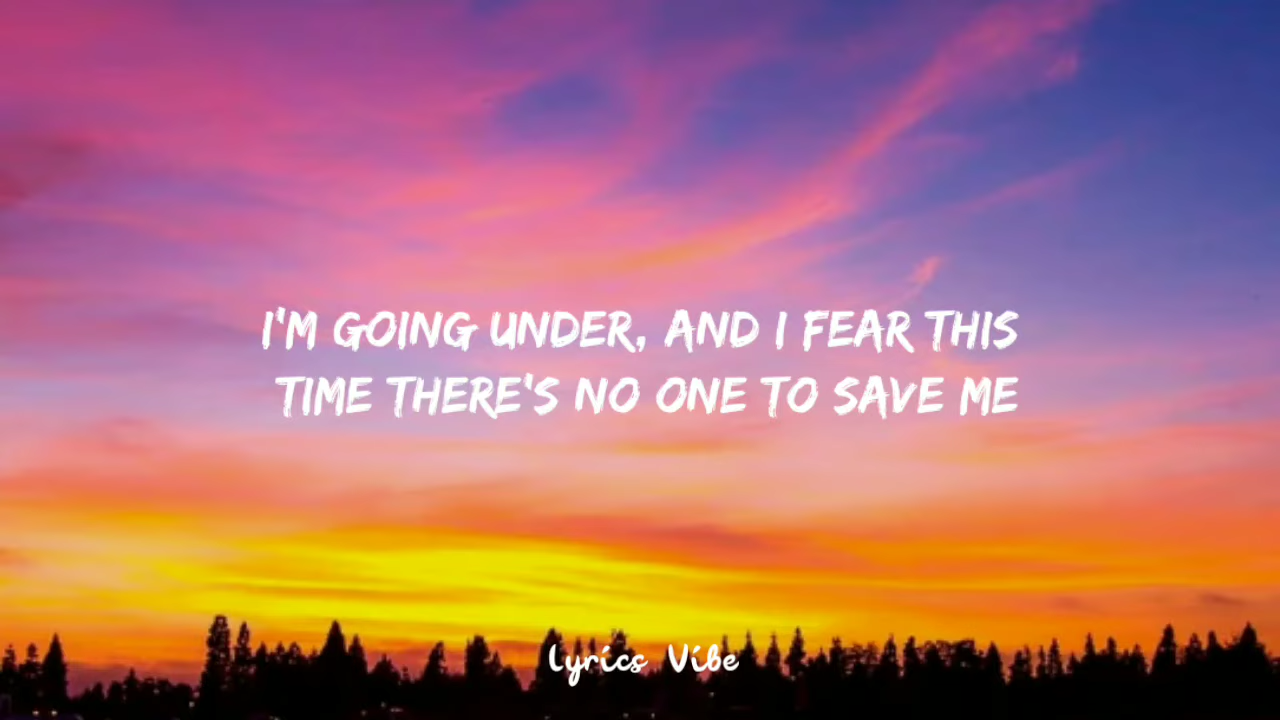 I'M GOING UNDER, AND I FEAR THIS
TIME THERE'S NO ONE TO SAVE ME
Lyrics Vibe